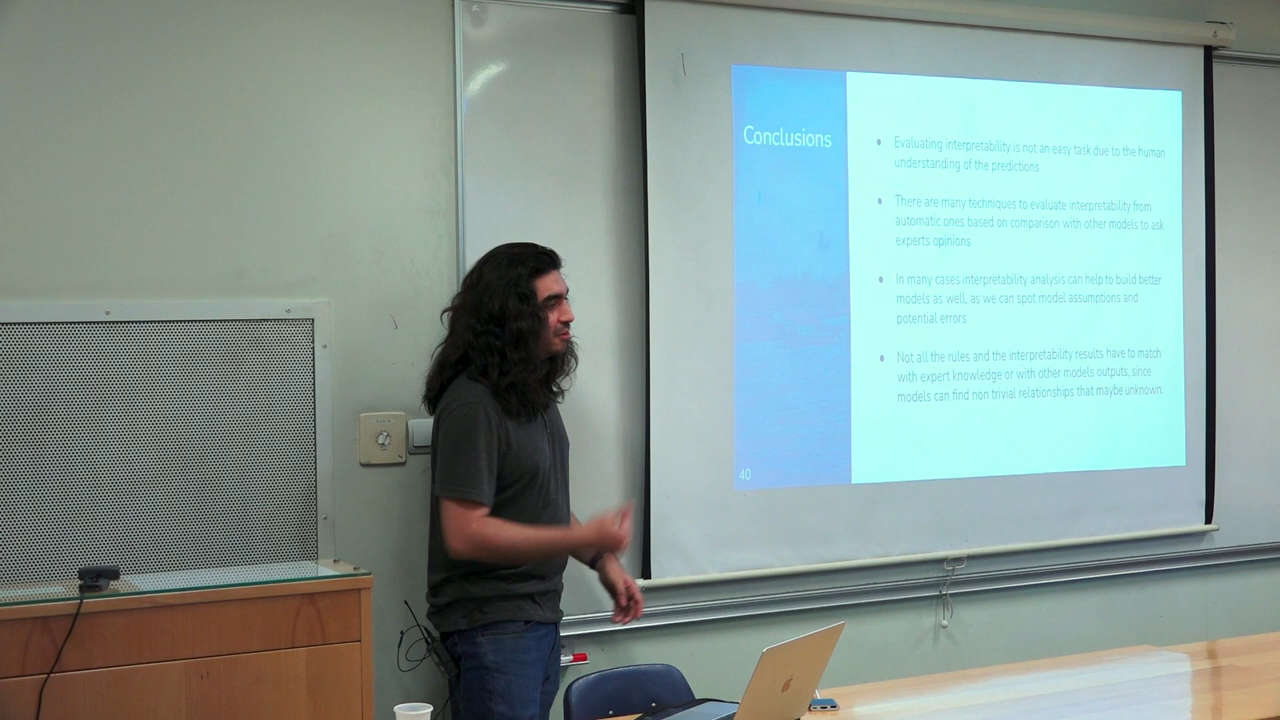 Conclusions
Evaluating interpretability is not an easy task due to the human
understanding of the predictions
There are many techniques to evaluate interpretability from
automatic ones based on comparison with other models to ask
experts opinions
In many cases interpretability analysis can help to build better
models as well, as we can spot model assumptions and
potential errors
Not all the rules and the interpretability results have to match
with expert knowledge or with other models outputs, since
models can find non trivial relationships that maybe unknown.
40